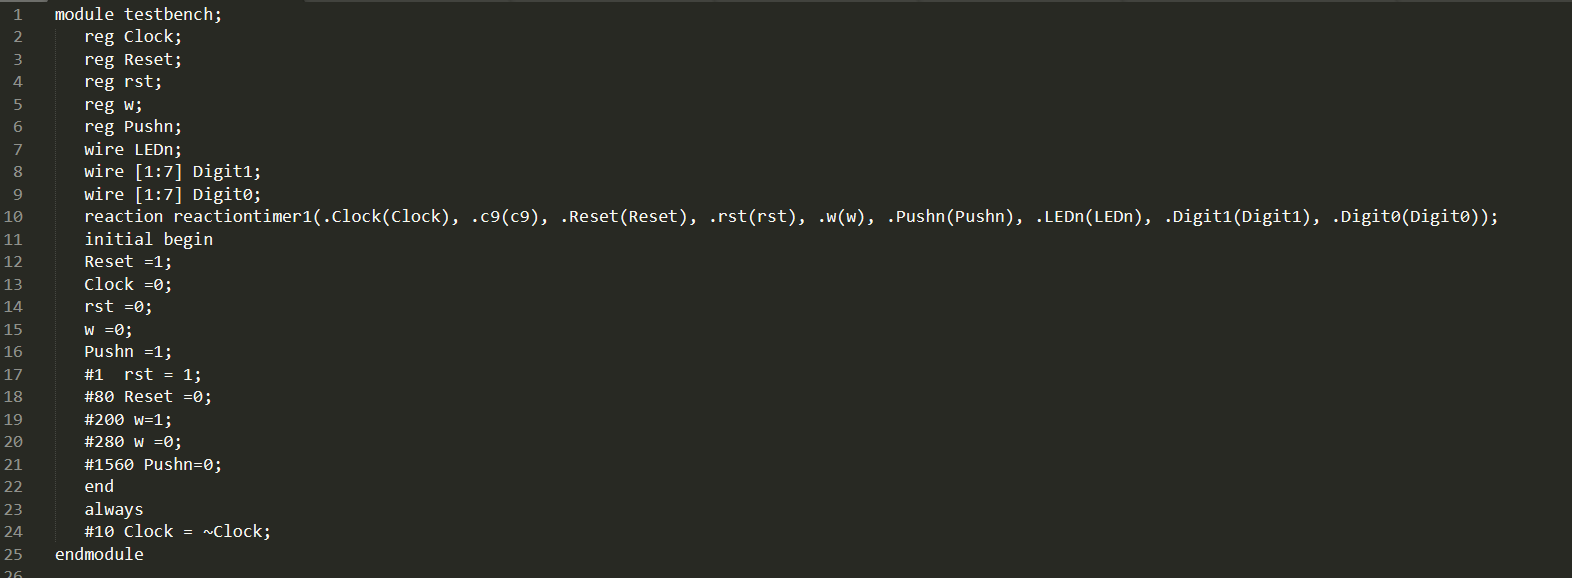 1 module testbench;
2 reg Clock;
3 reg Reset;
4 reg rst;
5 reg w;
6 reg Pushn;
7 wire LEDn;
8 wire [1:7] Digit1;
9 wire [1:7] Digit0;
10 reaction reactiontimer1(.Clock(Clock), .c9(c9), .Reset(Reset), .rst(rst), .w(w), .Pushn(Pushn), .LEDn(LEDn), .Digit1(Digit1), .Digit0(Digit0));
11 initial begin
12 Reset =1;
13 Clock =0;
14 rst =0;
15 w =0;
16 Pushn =1;
17 #1  rst = 1;
18 #80 Reset =0;
19 #200 w=1;
20 #280 w =0;
21 #1560 Pushn=0;
22 end
23 always
24 #10 Clock = ~Clock;
25 endmodule
26